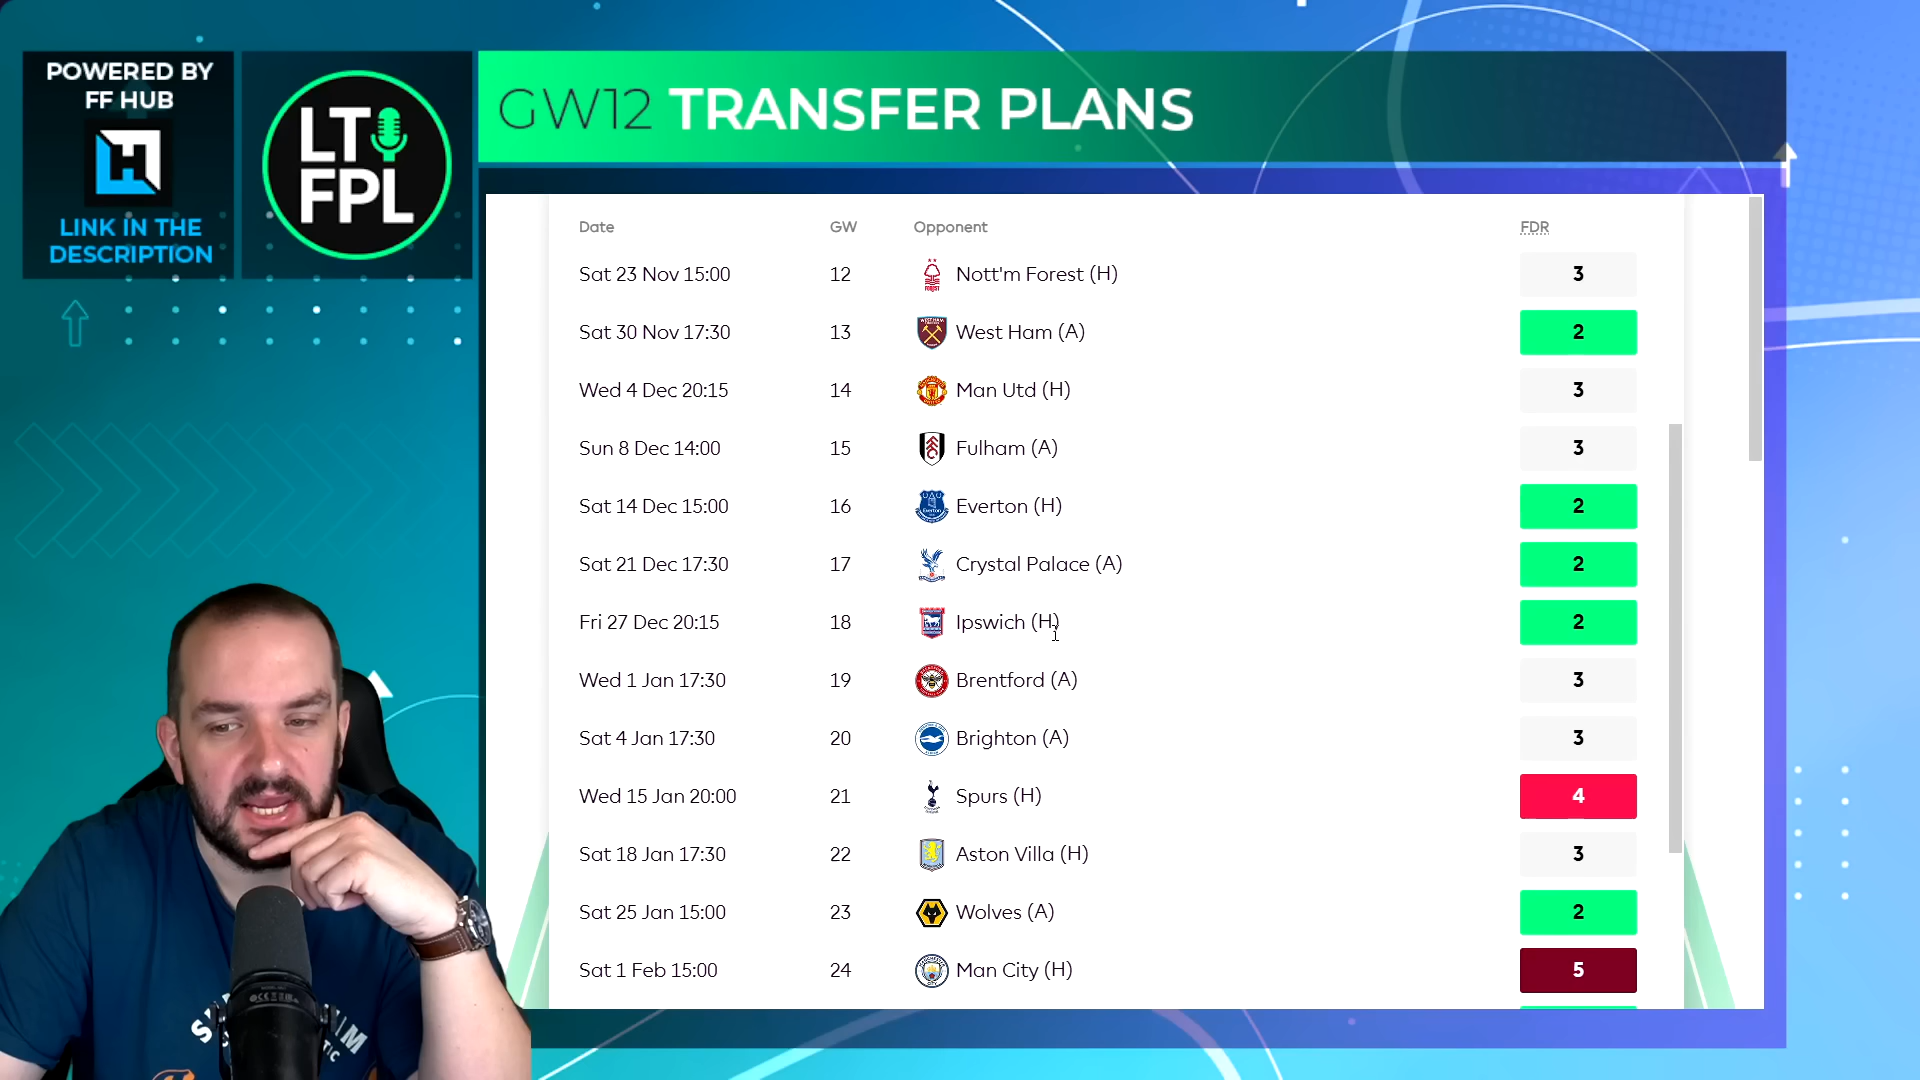 POWERED BY
FF HUB
LINK IN THE
DESCRIPTION
LT
FPL
GW12 TRANSFER PLANS
Date GW Opponent FDR
Sat 23 Nov 15:00 12 Nott'm Forest (H) 3
Sat 30 Nov 17:30 13 West Ham (A) 2
Wed 4 Dec 20:15 14 Man Utd (H) 3
Sun 8 Dec 14:00 15 Fulham (A) 3
Sat 14 Dec 15:00 16 Everton (H) 2
Sat 21 Dec 17:30 17 Crystal Palace (A) 2
Fri 27 Dec 20:15 18 Ipswich (H) 2
Wed 1 Jan 17:30 19 Brentford (A) 3
Sat 4 Jan 17:30 20 Brighton (A) 3
Wed 15 Jan 20:00 21 Spurs (H) 4
Sat 18 Jan 17:30 22 Aston Villa (H) 3
Sat 25 Jan 15:00 23 Wolves (A) 2
Sat 1 Feb 15:00 24 Man City (H) 5